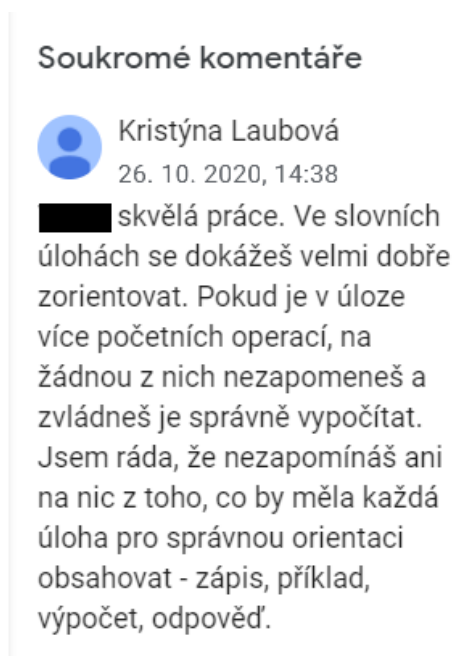 Soukromé komentáře
Kristýna Laubová
26. 10. 2020, 14:38
skvělá práce. Ve slovních
úlohách se dokážeš velmi dobře
zorientovat. Pokud je v úloze
více početních operací, na
žádnou z nich nezapomeneš a
zvládneš je správně vypočítat.
Jsem ráda, že nezapomínáš ani
na nic z toho, co by měla každá
úloha pro správnou orientaci
obsahovat - zápis, příklad,
výpočet, odpověď.